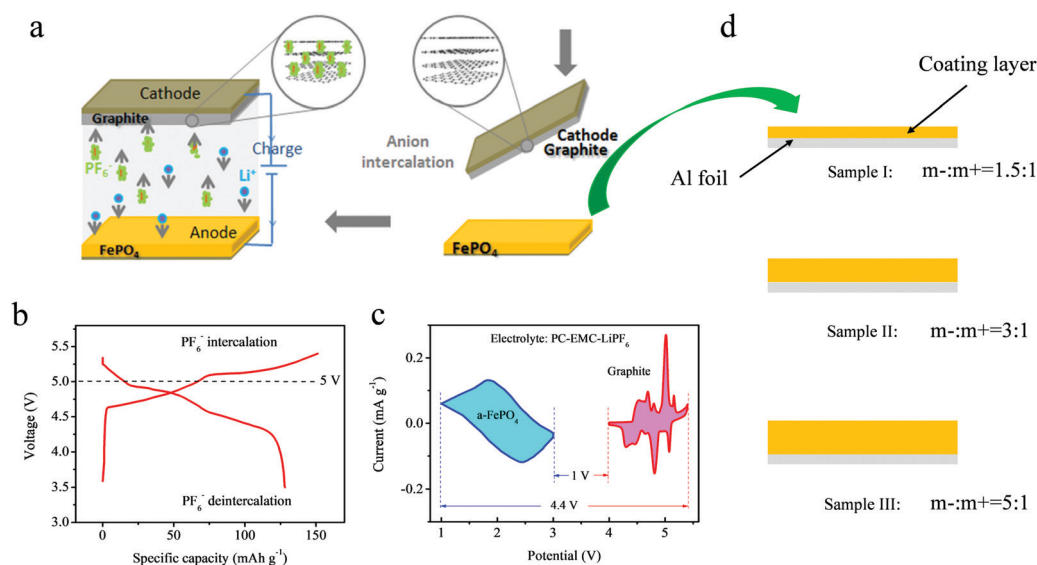 a
Cathode
Graphite
PF6-
Charge
Li+
Anode
FePO4
Anion
intercalation
Cathode
Graphite
FePO4
d
Coating layer
Al foil
Sample I: m-:m+=1.5:1
Sample II: m-:m+=3:1
Sample III: m-:m+=5:1
b
PF6- intercalation
5 V
PF6- deintercalation
5.5
5.0
4.5
4.0
3.5
3.0
Voltage (V)
0 50 100 150
Specific capacity (mAh g-1)
c
Electrolyte: PC-EMC-LiPF6
Graphite
a-FePO4
1 V
4.4 V
0.2
0.0
-0.2
Current (mA g-1)
1 2 3 4 5
Potential (V)